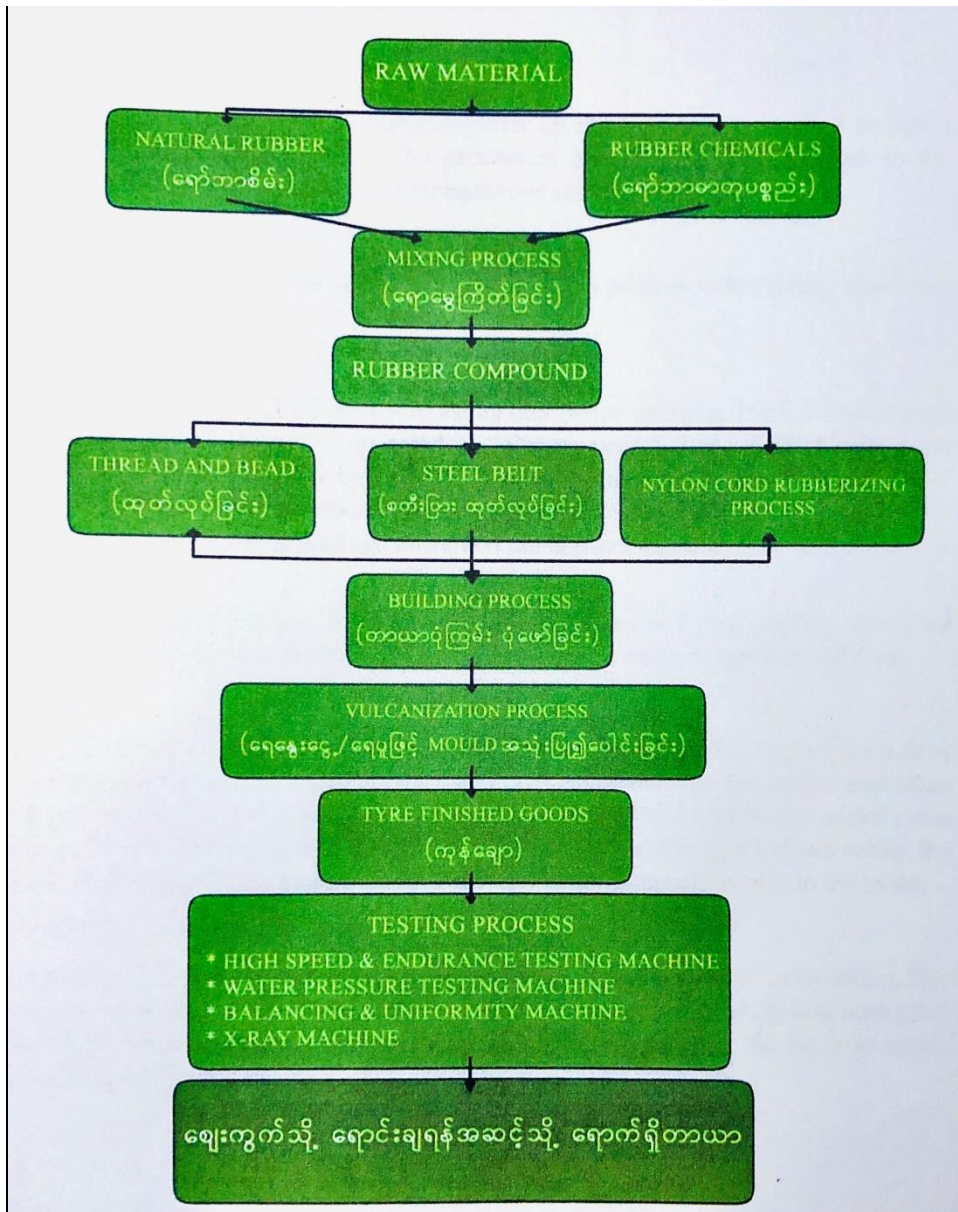 RAW MATERIAL
NATURAL RUBBER
(ရော်ဘာစိမ်း)
RUBBER CHEMICALS
(ရော်ဘာဓာတုပစ္စည်း)
MIXING PROCESS
(ရောမွှေကြိတ်ခြင်း)
RUBBER COMPOUND
THREAD AND BEAD
(ထုတ်လုပ်ခြင်း)
STEEL BELT
(စတီးပြား ထုတ်လုပ်ခြင်း)
NYLON CORD RUBBERIZING
PROCESS
BUILDING PROCESS
(တာယာပုံကြမ်း ပုံဖော်ခြင်း)
VULCANIZATION PROCESS
(ရေနွေးငွေ့/ရေပူဖြင့် MOULD အသုံးပြု၍ပေါင်းခြင်း)
TYRE FINISHED GOODS
(ကုန်ချော)
TESTING PROCESS
* HIGH SPEED & ENDURANCE TESTING MACHINE
* WATER PRESSURE TESTING MACHINE
* BALANCING & UNIFORMITY MACHINE
* X-RAY MACHINE
ဈေးကွက်သို့ ရောင်းချရန်အဆင့်သို့ ရောက်ရှိတာယာ